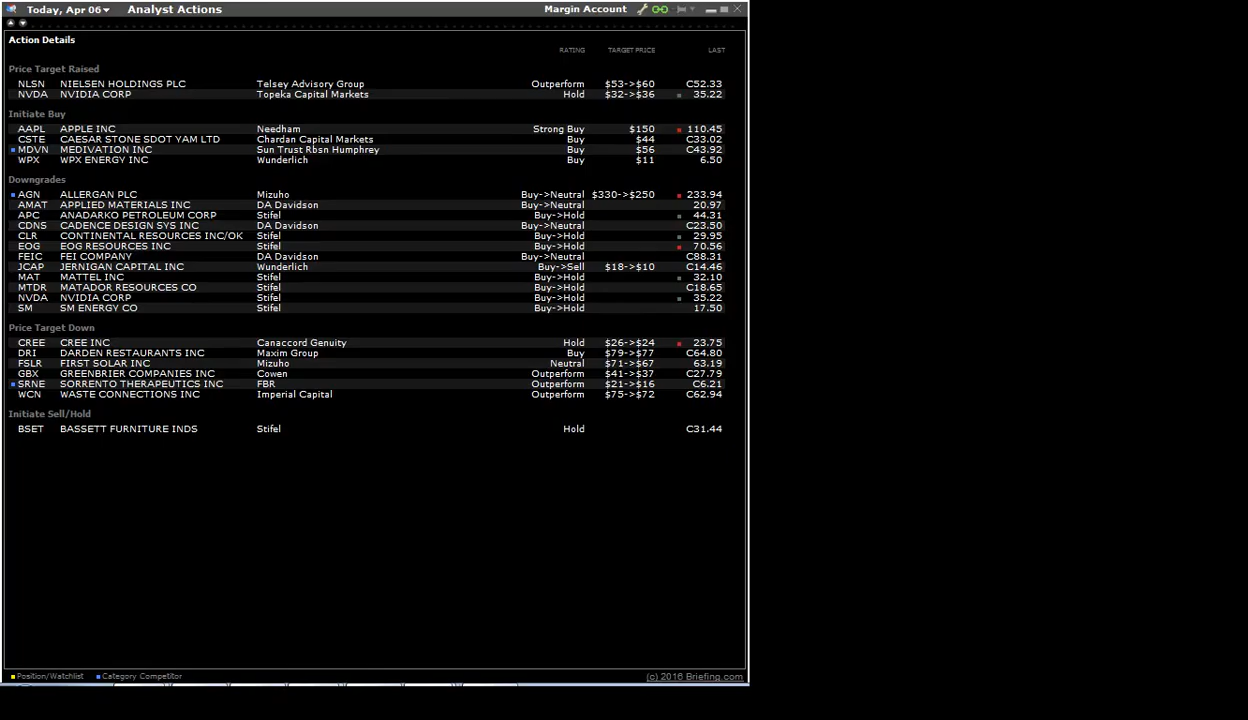 Today, Apr 06 Analyst Actions Margin Account
Action Details
RATING TARGET PRICE LAST
Price Target Raised
NLSN NIELSEN HOLDINGS PLC Telsey Advisory Group Outperform $53->$60 C52.33
NVDA NVIDIA CORP Topeka Capital Markets Hold $32->$36 35.22
Initiate Buy
AAPL APPLE INC Needham Strong Buy $150 110.45
CSTE CAESAR STONE SDOT YAM LTD Chardan Capital Markets Buy $44 C33.02
MDVN MEDIVATION INC Sun Trust Rbsn Humphrey Buy $56 C43.92
WPX WPX ENERGY INC Wunderlich Buy $11 6.50
Downgrades
AGN ALLERGAN PLC Mizuho Buy->Neutral $330->$250 233.94
AMAT APPLIED MATERIALS INC DA Davidson Buy->Neutral 20.97
APC ANADARKO PETROLEUM CORP Stifel Buy->Hold 44.31
CDNS CADENCE DESIGN SYS INC DA Davidson Buy->Neutral C23.50
CLR CONTINENTAL RESOURCES INC/OK Stifel Buy->Hold 29.95
EOG EOG RESOURCES INC Stifel Buy->Hold 70.56
FEIC FEI COMPANY DA Davidson Buy->Neutral C88.31
JCAP JERNIGAN CAPITAL INC Wunderlich Buy->Sell $18->$10 C14.46
MAT MATTEL INC Stifel Buy->Hold 32.10
MTDR MATADOR RESOURCES CO Stifel Buy->Hold C18.65
NVDA NVIDIA CORP Stifel Buy->Hold 35.22
SM SM ENERGY CO Stifel Buy->Hold 17.50
Price Target Down
CREE CREE INC Canaccord Genuity Hold $26->$24 23.75
DRI DARDEN RESTAURANTS INC Maxim Group Buy $79->$77 C64.80
FSLR FIRST SOLAR INC Mizuho Neutral $71->$67 63.19
GBX GREENBRIER COMPANIES INC Cowen Outperform $41->$37 C27.79
SRNE SORRENTO THERAPEUTICS INC FBR Outperform $21->$16 C6.21
WCN WASTE CONNECTIONS INC Imperial Capital Outperform $75->$72 C62.94
Initiate Sell/Hold
BSET BASSETT FURNITURE INDS Stifel Hold C31.44
Position/Watchlist Category Competitor (c) 2016 Briefing.com